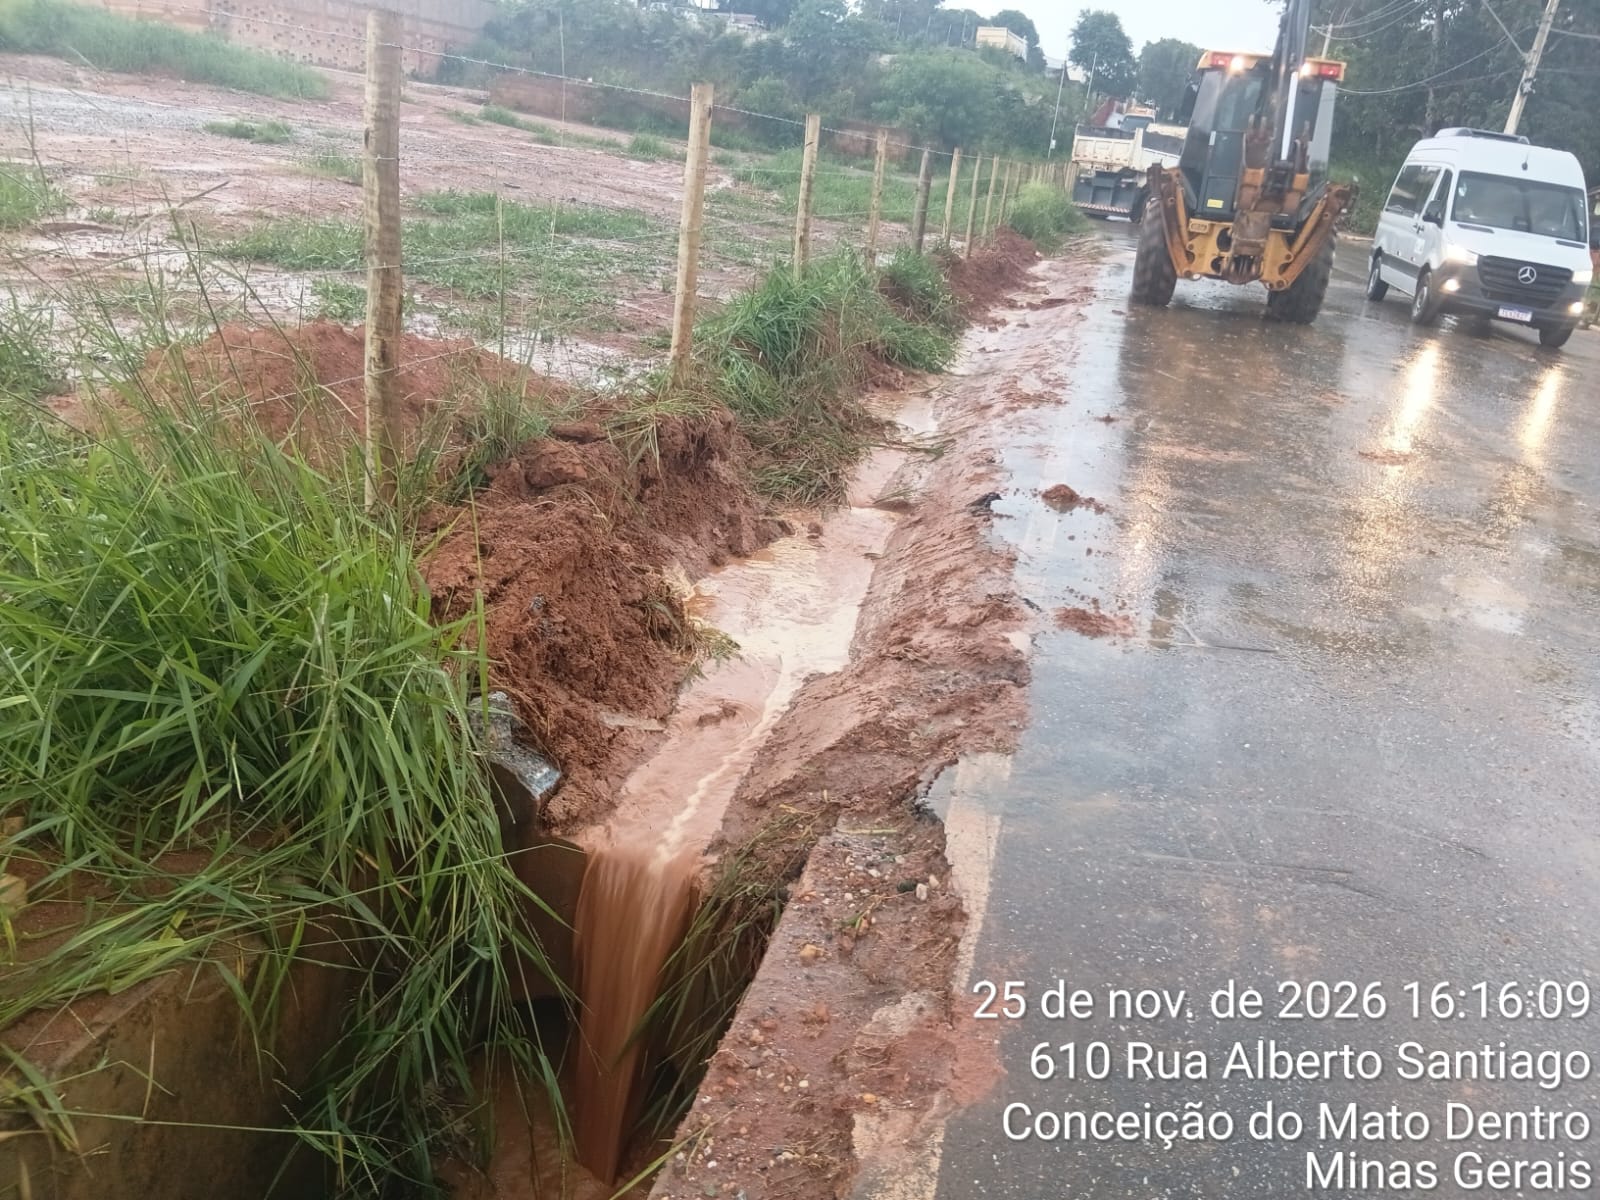 25 de nov. de 2026 16:16:09
610 Rua Alberto Santiago
Conceição do Mato Dentro
Minas Gerais